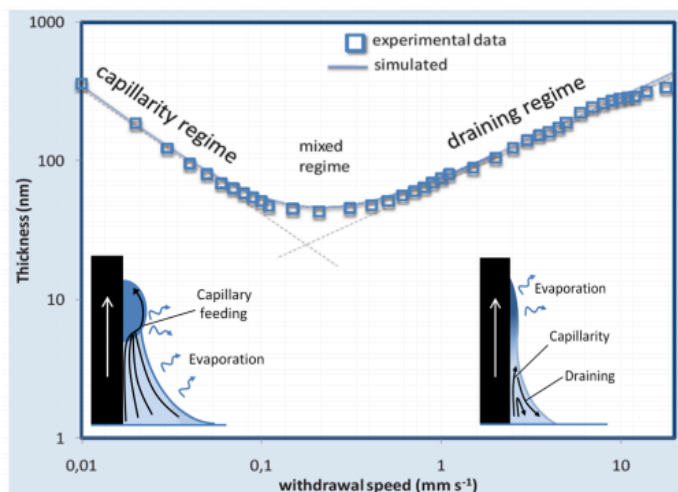 1000
experimental data
simulated
capillarity regime
mixed
regime
draining regime
100
Thickness (nm)
10
Capillary
feeding
Evaporation
Evaporation
Capillarity
Draining
1
0,01
0,1
1
10
withdrawal speed (mm s⁻¹)